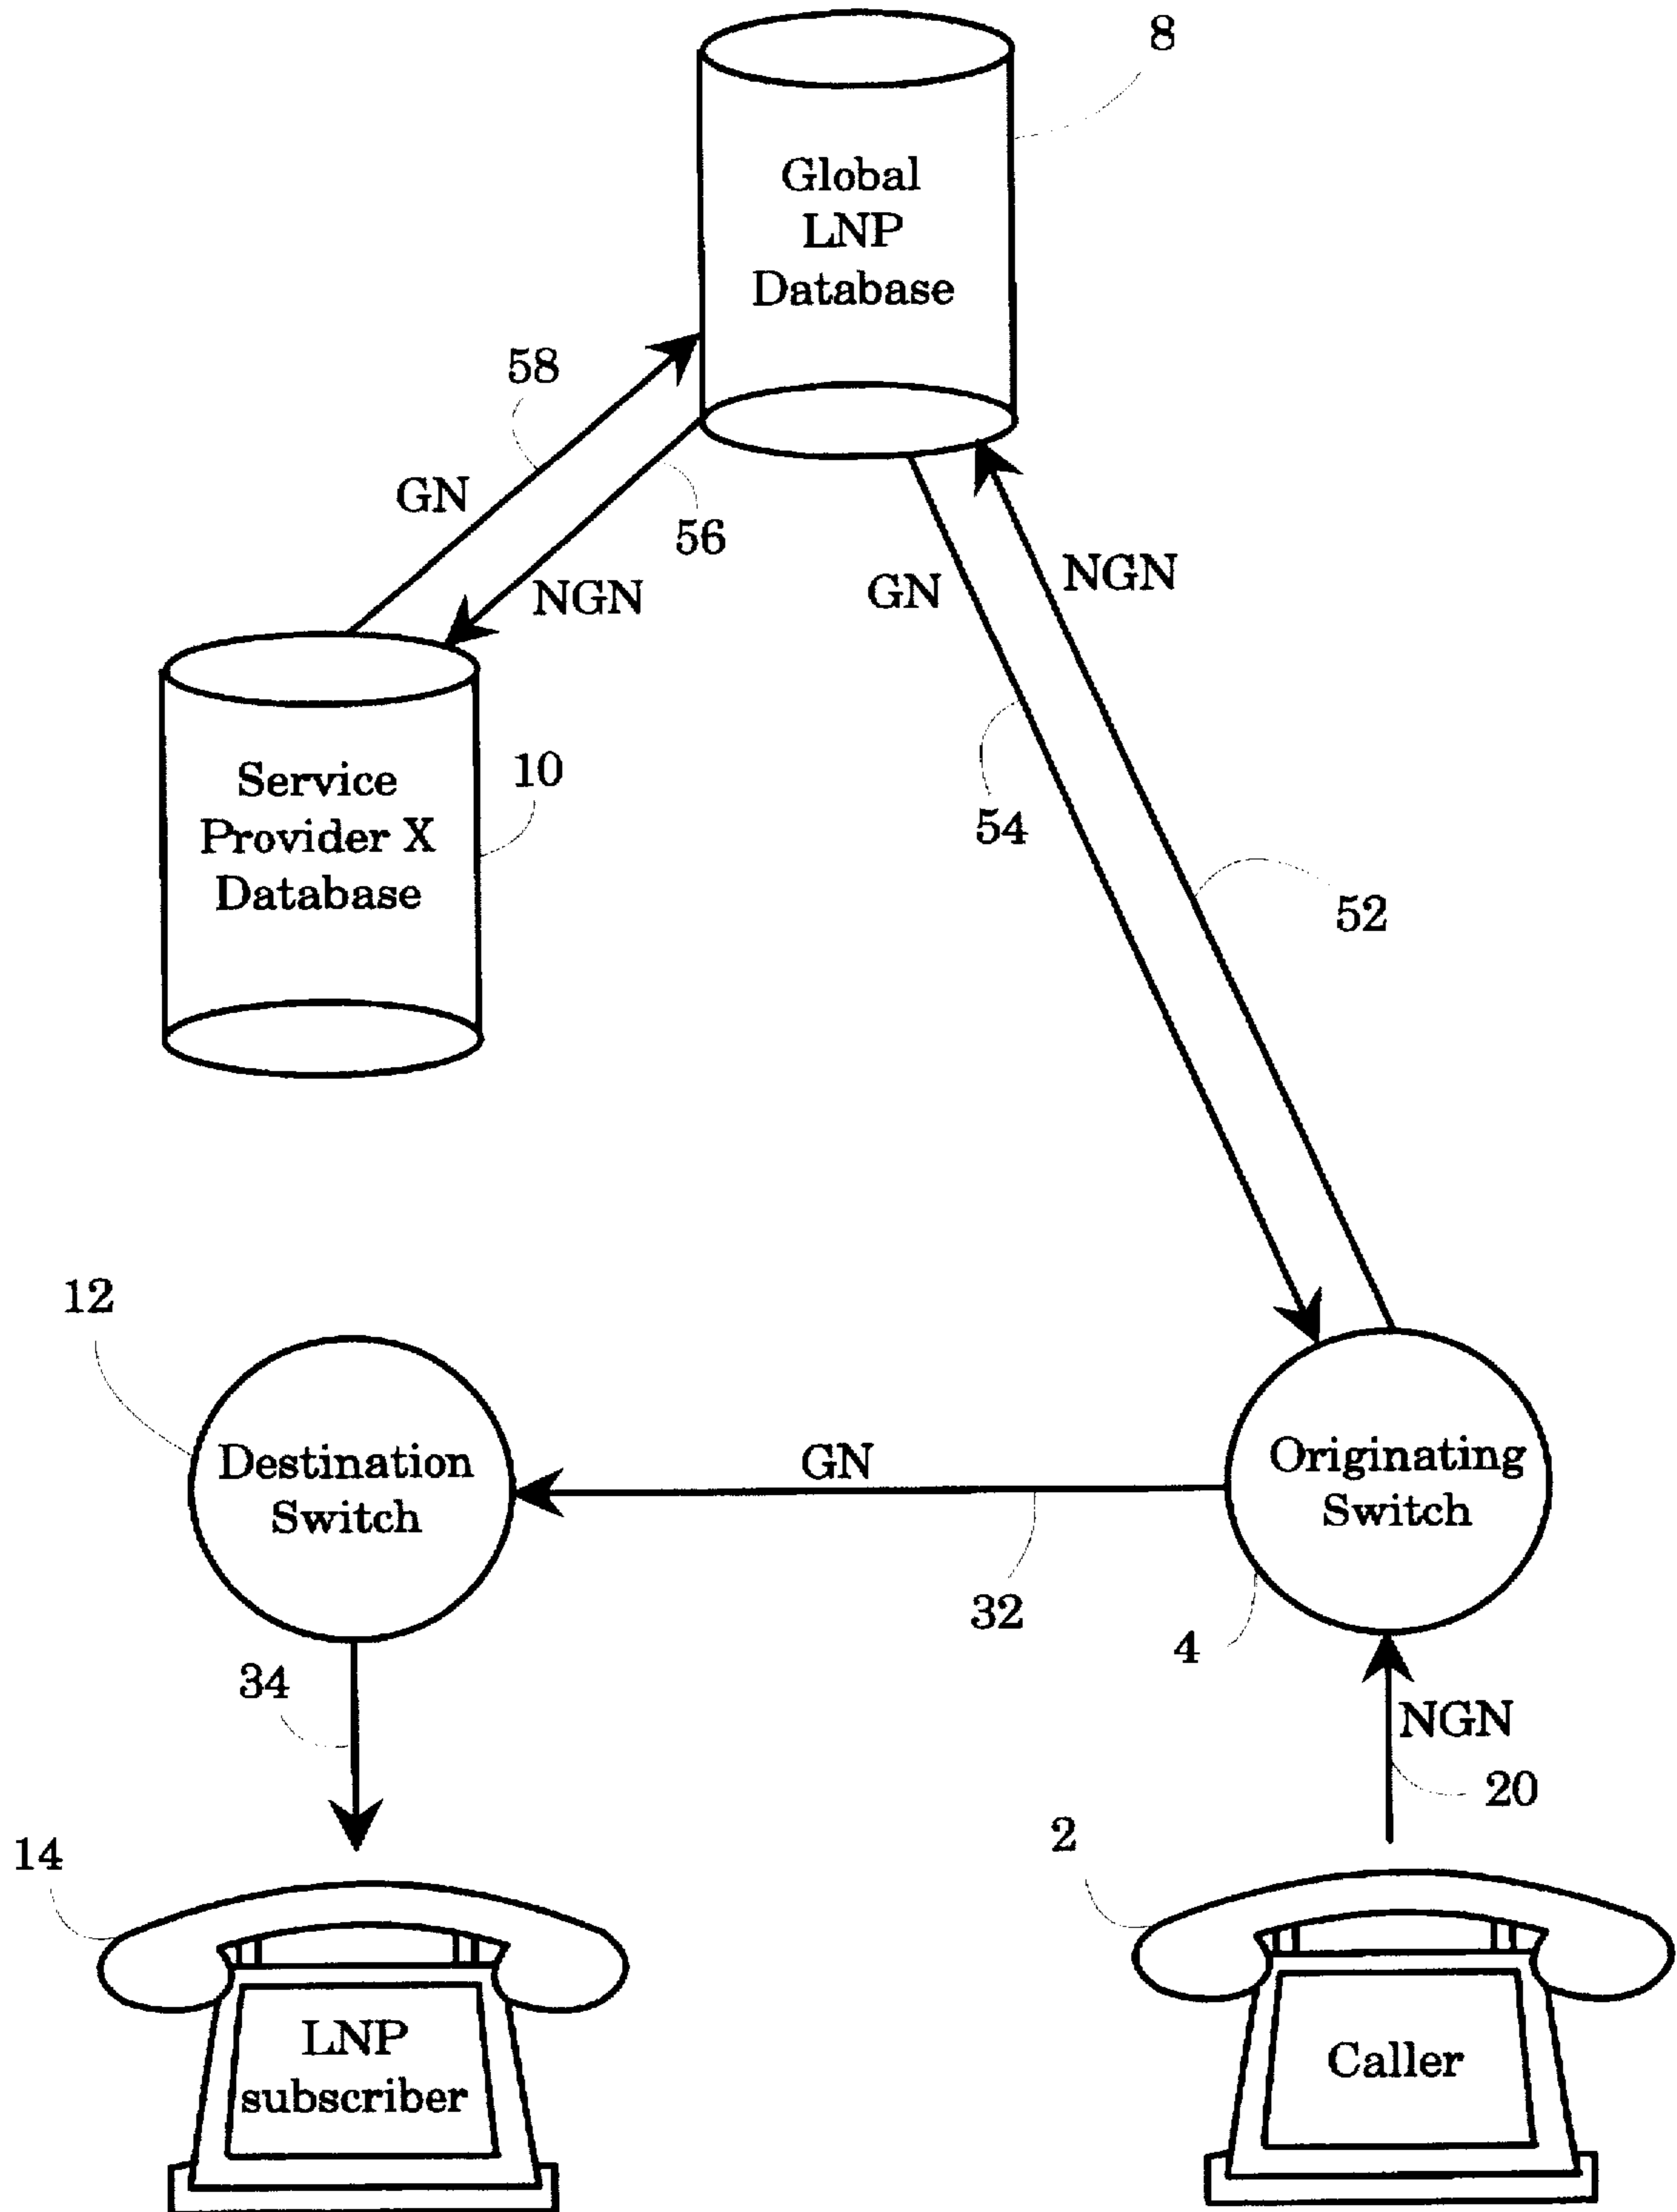 8
Global
LNP
Database
58
GN
56
NGN
GN
NGN
Service
Provider X
Database
10
54
52
12
Destination
Switch
GN
Originating
Switch
32
4
34
NGN
20
14
2
LNP
subscriber
Caller